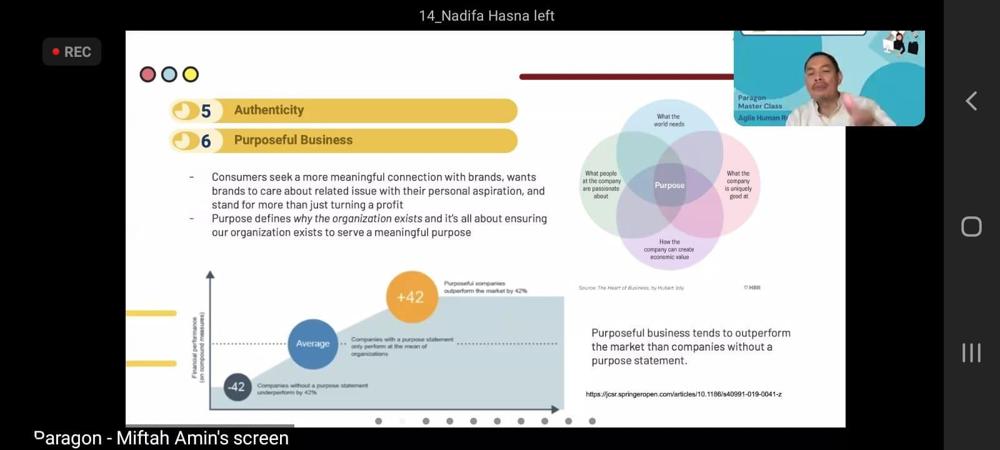 14_Nadifa Hasna left
REC
Paragon
Master Class
Agile Human
5 Authenticity
6 Purposeful Business
- Consumers seek a more meaningful connection with brands, wants
brands to care about related issue with their personal aspiration, and
stand for more than just turning a profit
- Purpose defines why the organization exists and it's all about ensuring
our organization exists to serve a meaningful purpose
What the
world needs
What people
at the company
are passionate
about
Purpose
What the
company
is uniquely
good at
How the
company can create
economic value
Source: The Heart of Business, by Hubert Joly
HBR
Financial performance
(on compound measures)
+42
Purposeful companies
outperform the market by 42%
Average
Companies with a purpose statement
only perform at the mean of
organizations
-42
Companies without a purpose statement
underperform by 42%
Purposeful business tends to outperform
the market than companies without a
purpose statement.
https://jcsr.springeropen.com/articles/10.1186/s40991-019-0041-z
Paragon - Miftah Amin's screen